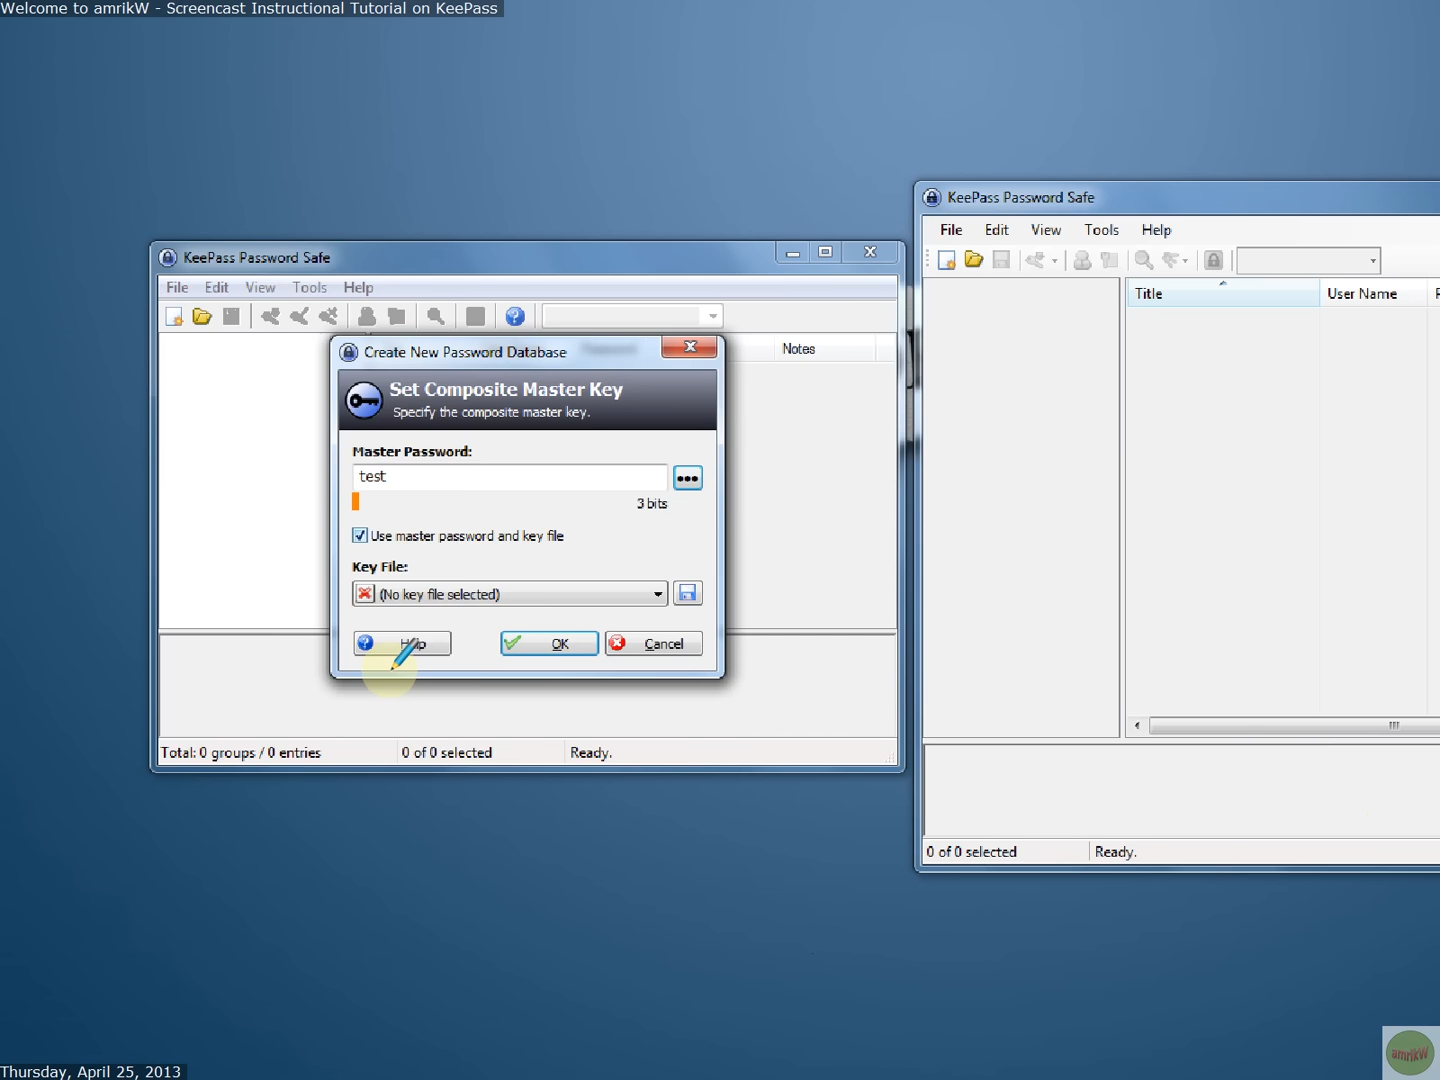 Welcome to amrikW - Screencast Instructional Tutorial on KeePass
KeePass Password Safe
File Edit View Tools Help
Notes
Create New Password Database
Set Composite Master Key
Specify the composite master key.
Master Password:
test
3 bits
Use master password and key file
Key File:
(No key file selected)
Help OK Cancel
Total: 0 groups / 0 entries 0 of 0 selected Ready.
KeePass Password Safe
File Edit View Tools Help
Title User Name
0 of 0 selected Ready.
Thursday, April 25, 2013
amrikW